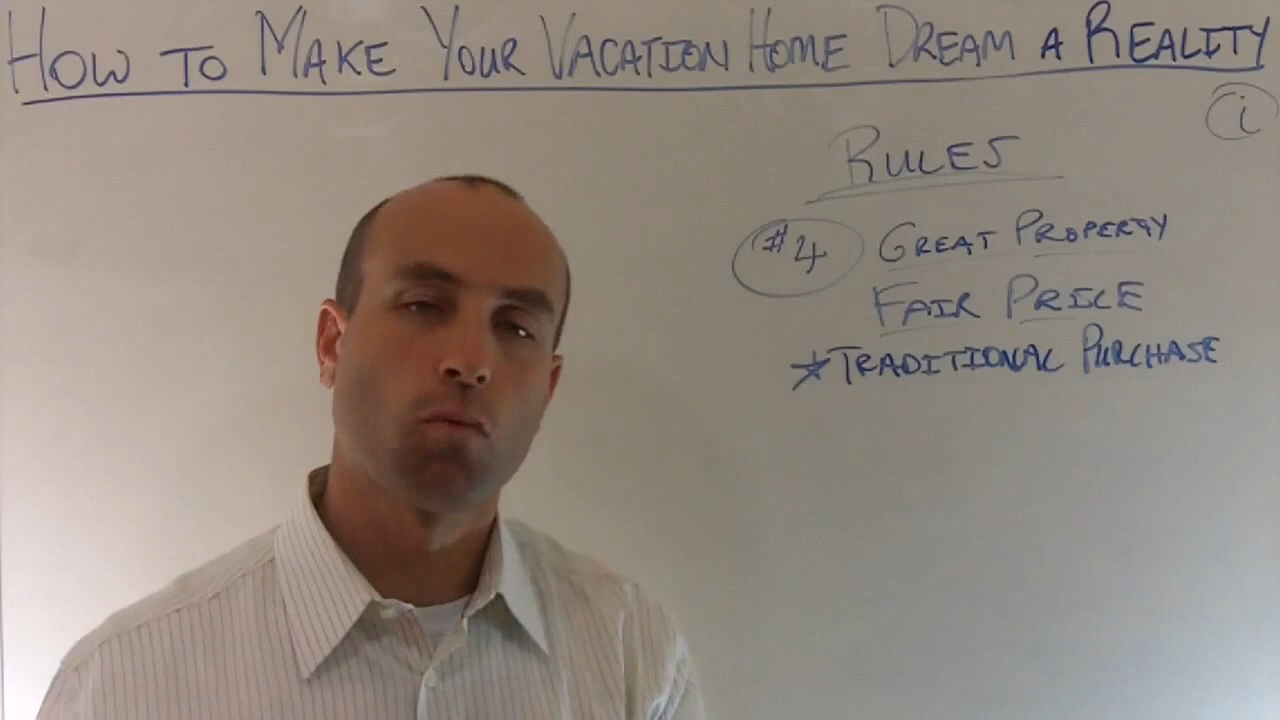 HOW TO MAKE YOUR VACATION HOME DREAM A REALITY
i
RULES
#4 GREAT PROPERTY
FAIR PRICE
★TRADITIONAL PURCHASE